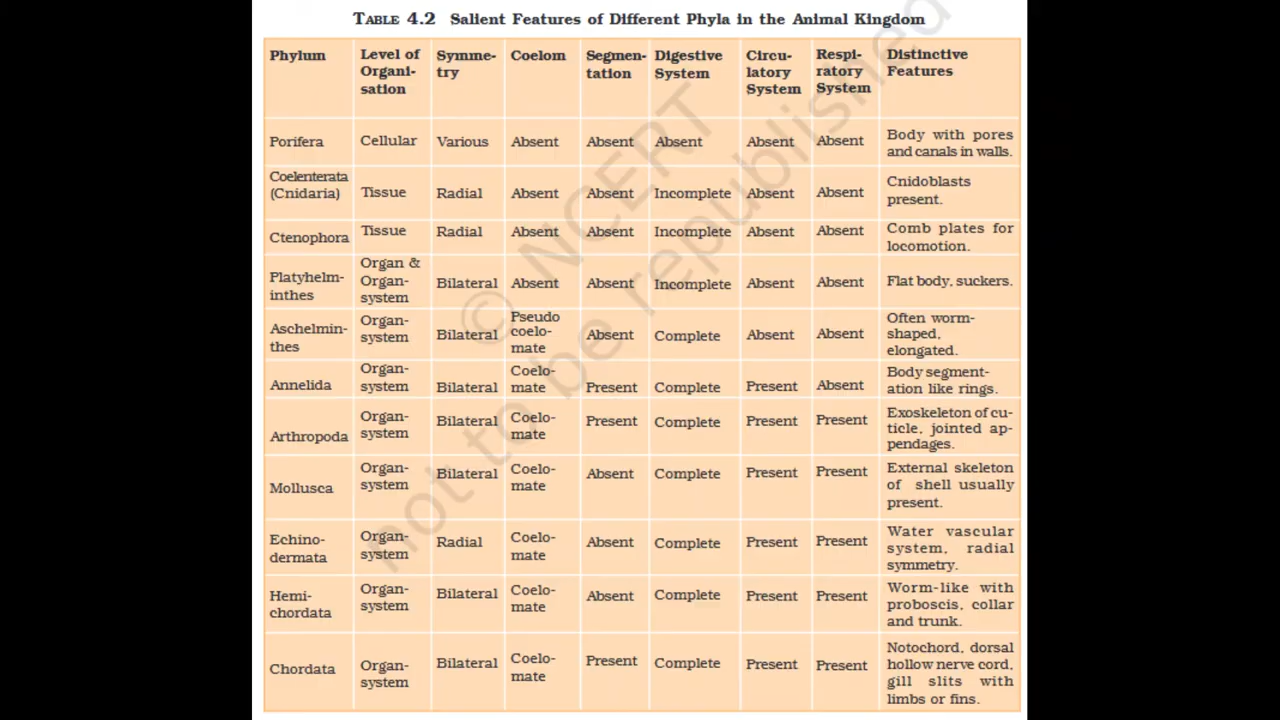 TABLE 4.2 Salient Features of Different Phyla in the Animal Kingdom
Phylum
Level of
Organi-
sation
Symme-
try
Coelom
Segmen-
tation
Digestive
System
Circu-
latory
System
Respi-
ratory
System
Distinctive
Features
Porifera
Cellular
Various
Absent
Absent
Absent
Absent
Absent
Body with pores
and canals in walls.
Coelenterata
(Cnidaria)
Tissue
Radial
Absent
Absent
Incomplete
Absent
Absent
Cnidoblasts
present.
Ctenophora
Tissue
Radial
Absent
Absent
Incomplete
Absent
Absent
Comb plates for
locomotion.
Platyhelm-
inthes
Organ &
Organ-
system
Bilateral
Absent
Absent
Incomplete
Absent
Absent
Flat body, suckers.
Aschelmin-
thes
Organ-
system
Bilateral
Pseudo
coelo-
mate
Absent
Complete
Absent
Absent
Often worm-
shaped,
elongated.
Annelida
Organ-
system
Bilateral
Coelo-
mate
Present
Complete
Present
Absent
Body segment-
ation like rings.
Arthropoda
Organ-
system
Bilateral
Coelo-
mate
Present
Complete
Present
Present
Exoskeleton of cu-
ticle, jointed ap-
pendages.
Mollusca
Organ-
system
Bilateral
Coelo-
mate
Absent
Complete
Present
Present
External skeleton
of shell usually
present.
Echino-
dermata
Organ-
system
Radial
Coelo-
mate
Absent
Complete
Present
Present
Water vascular
system, radial
symmetry.
Hemi-
chordata
Organ-
system
Bilateral
Coelo-
mate
Absent
Complete
Present
Present
Worm-like with
proboscis, collar
and trunk.
Chordata
Organ-
system
Bilateral
Coelo-
mate
Present
Complete
Present
Present
Notochord, dorsal
hollow nerve cord,
gill slits with
limbs or fins.
© NCERT
not to be republished